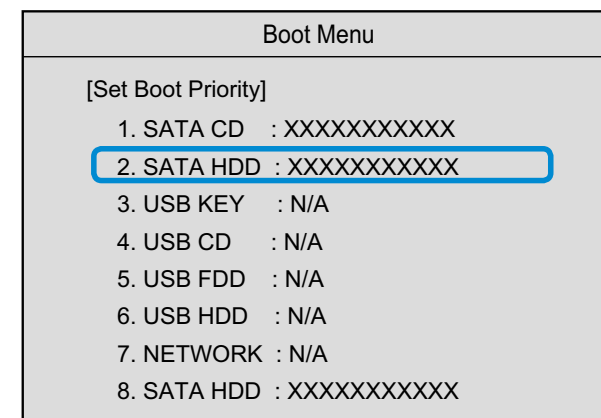 Boot Menu
[Set Boot Priority]
1. SATA CD : XXXXXXXXXXX
2. SATA HDD : XXXXXXXXXXX
3. USB KEY : N/A
4. USB CD : N/A
5. USB FDD : N/A
6. USB HDD : N/A
7. NETWORK : N/A
8. SATA HDD : XXXXXXXXXXX